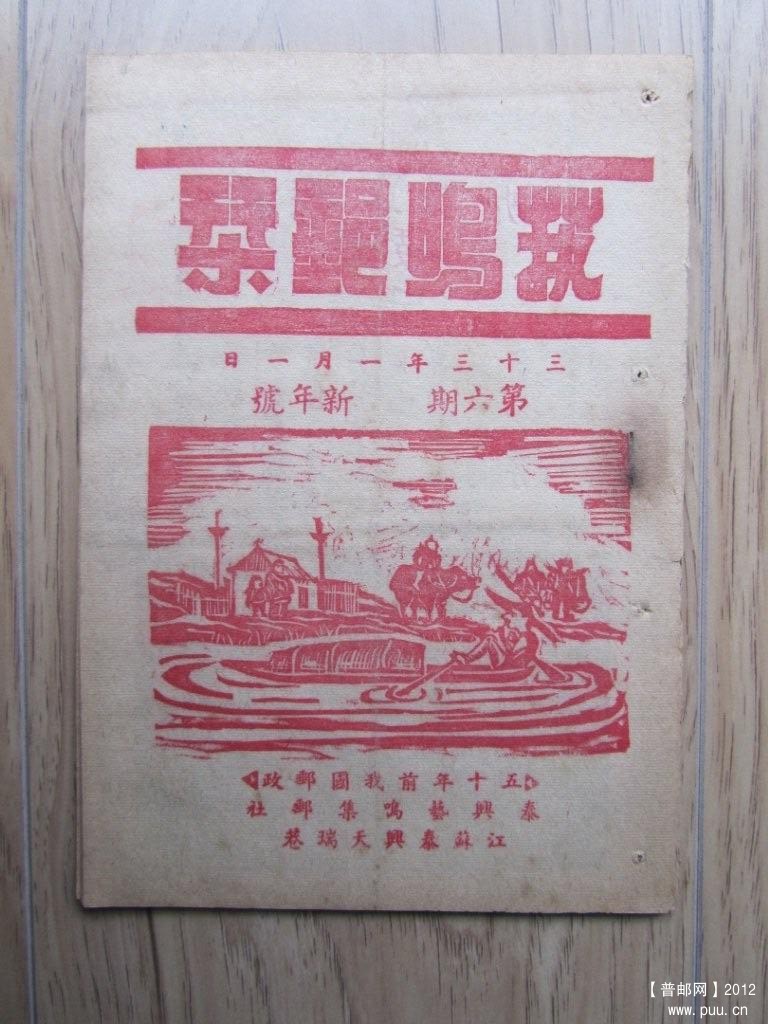 蓺鳴郵栞
三十三年一月一日
第六期 新年號
五十年前我國郵政
泰興藝鳴集郵社
江蘇泰興天瑞巷
【普邮网】2012
www.puu.cn